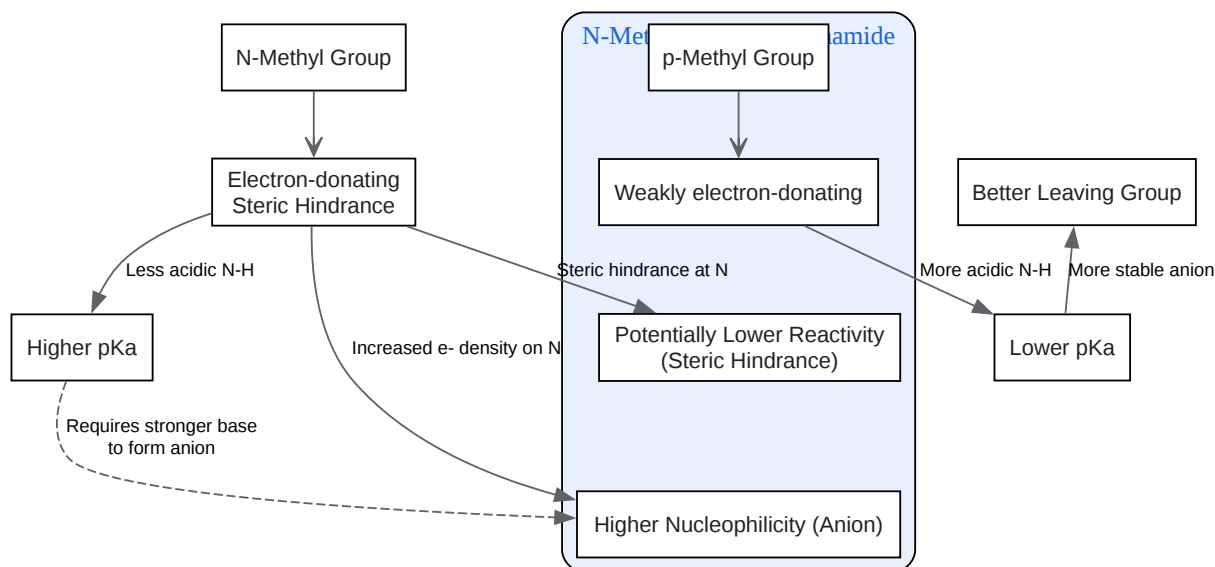 N-Met
amide
N-Methyl Group
p-Methyl Group
Electron-donating
Steric Hindrance
Weakly electron-donating
Better Leaving Group
Less acidic N-H
Steric hindrance at N
More acidic N-H
More stable anion
Higher pKa
Increased e- density on N
Potentially Lower Reactivity
(Steric Hindrance)
Lower pKa
Requires stronger base
to form anion
Higher Nucleophilicity (Anion)